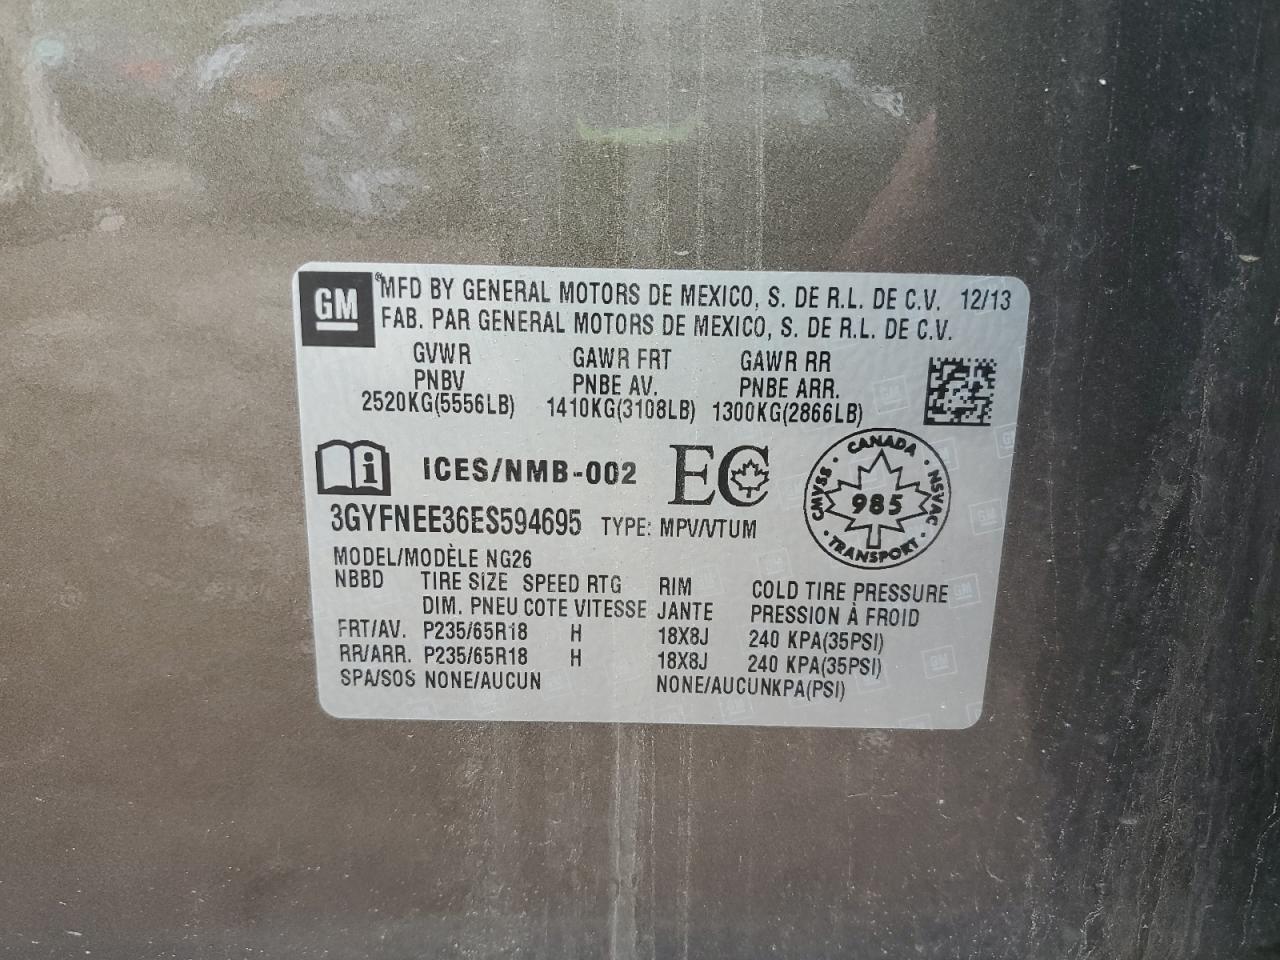 GM ® MFD BY GENERAL MOTORS DE MEXICO, S. DE R.L. DE C.V. 12/13
FAB. PAR GENERAL MOTORS DE MEXICO, S. DE R.L. DE C.V.
GVWR GAWR FRT GAWR RR
PNBV PNBE AV. PNBE ARR.
2520KG(5556LB) 1410KG(3108LB) 1300KG(2866LB)
i ICES/NMB-002 EC
CANADA CMVSS NSVAC 985 TRANSPORT
3GYFNEE36ES594695 TYPE: MPV/VTUM
MODEL/MODÈLE NG26
NBBD TIRE SIZE SPEED RTG RIM COLD TIRE PRESSURE
DIM. PNEU COTE VITESSE JANTE PRESSION À FROID
FRT/AV. P235/65R18 H 18X8J 240 KPA(35PSI)
RR/ARR. P235/65R18 H 18X8J 240 KPA(35PSI)
SPA/SOS NONE/AUCUN NONE/AUCUNKPA(PSI)